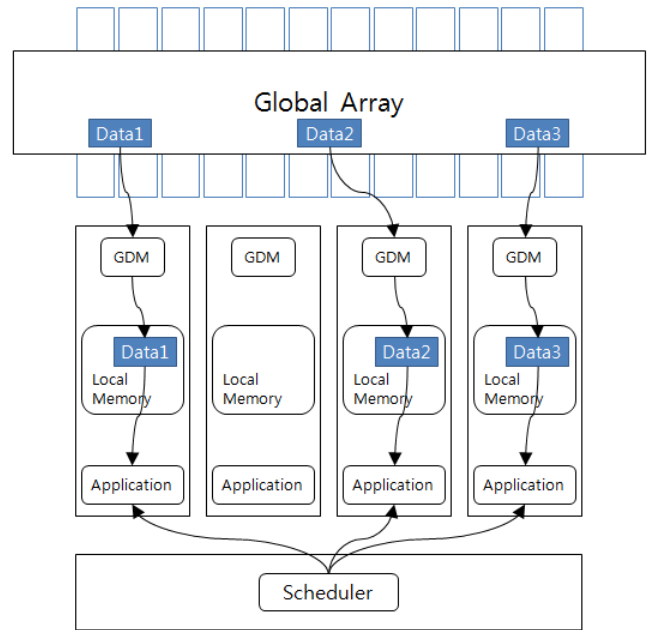 Global Array
Data1
Data2
Data3
GDM
GDM
GDM
GDM
Data1
Data2
Data3
Local
Memory
Local
Memory
Local
Memory
Local
Memory
Application
Application
Application
Application
Scheduler